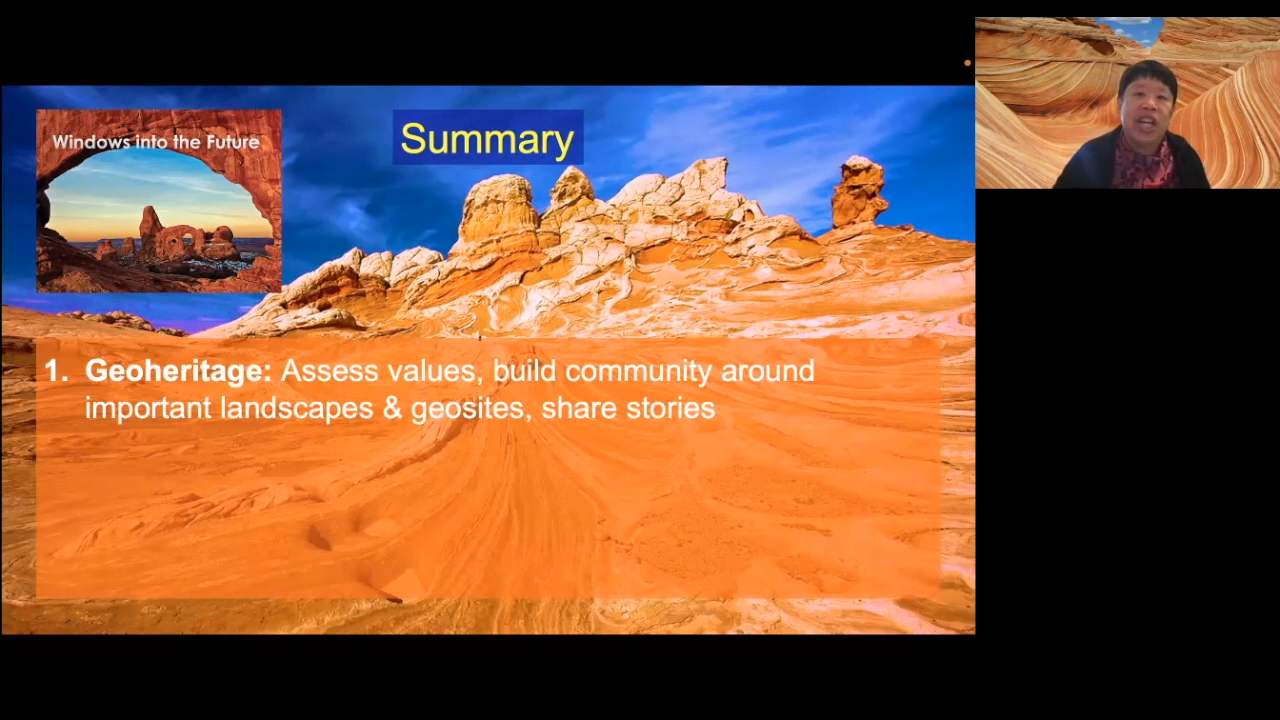 Windows into the Future
Summary
1. Geoheritage: Assess values, build community around
important landscapes & geosites, share stories